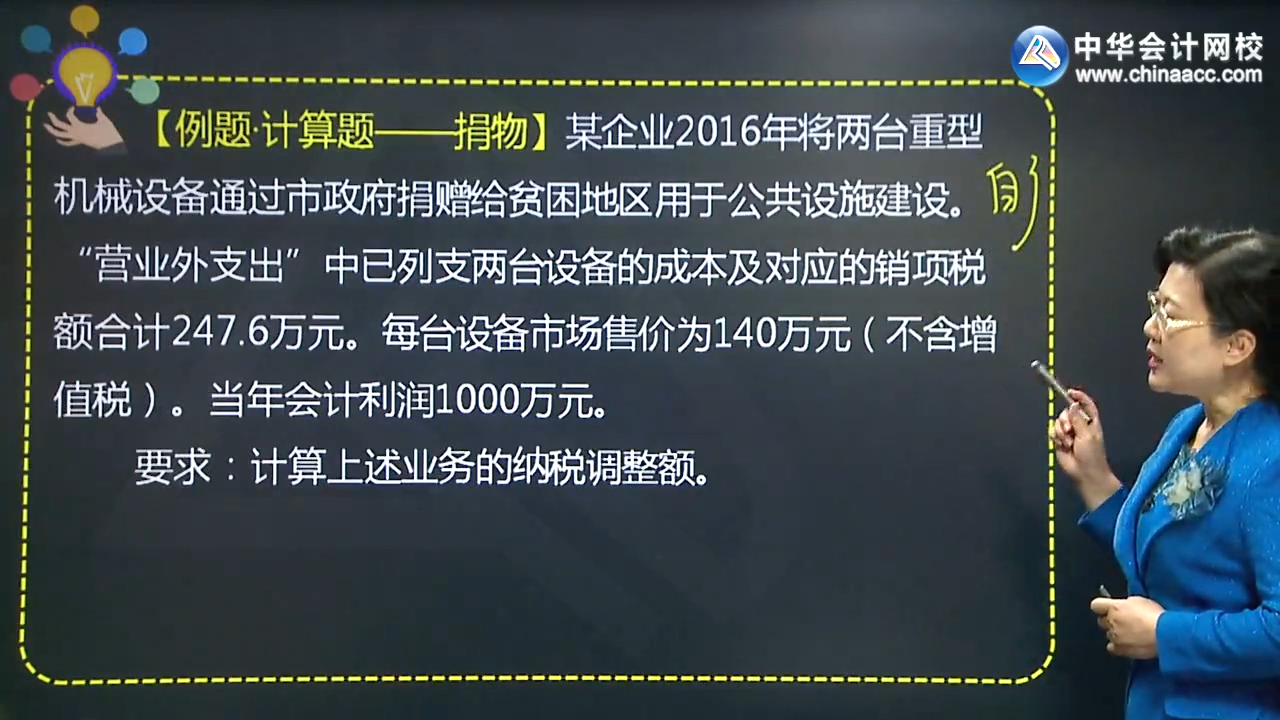 中华会计网校
www.chinaacc.com
【例题·计算题——捐物】某企业2016年将两台重型
机械设备通过市政府捐赠给贫困地区用于公共设施建设。
“营业外支出”中已列支两台设备的成本及对应的销项税
额合计247.6万元。每台设备市场售价为140万元（不含增
值税）。当年会计利润1000万元。
要求：计算上述业务的纳税调整额。